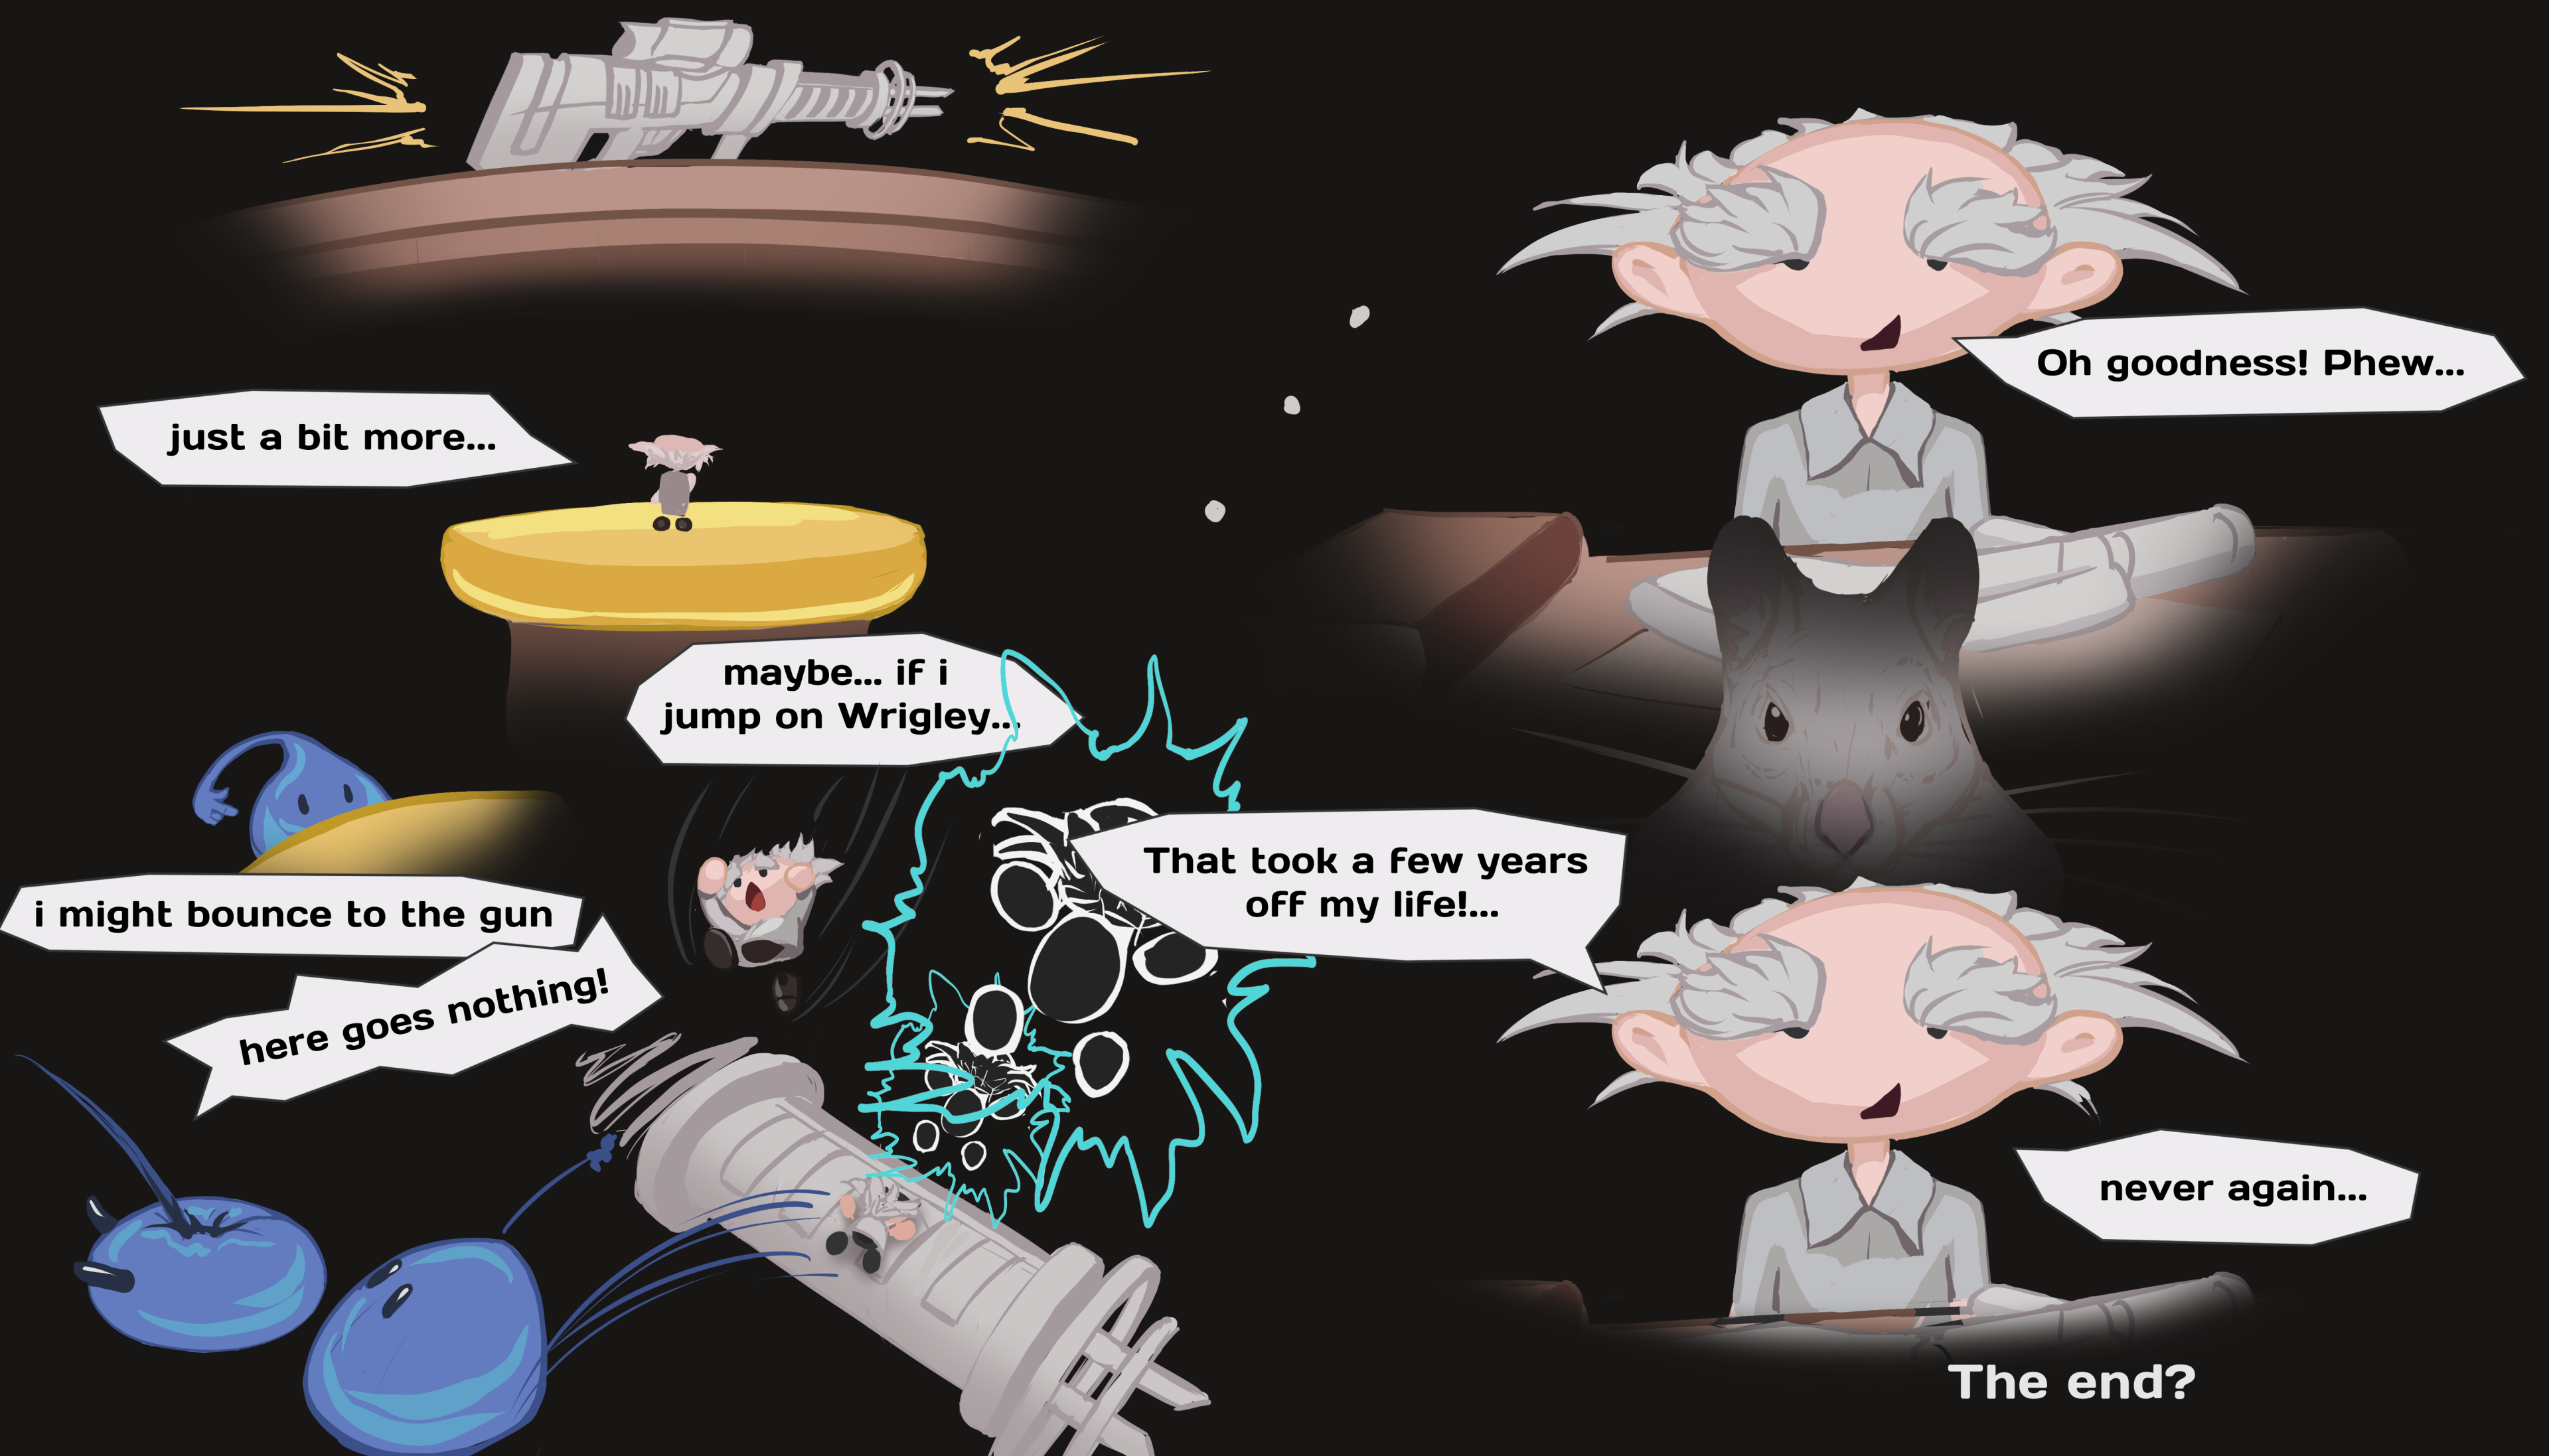 just a bit more...
maybe... if i
jump on Wrigley...
i might bounce to the gun
here goes nothing!
Oh goodness! Phew...
That took a few years
off my life!...
never again...
The end?